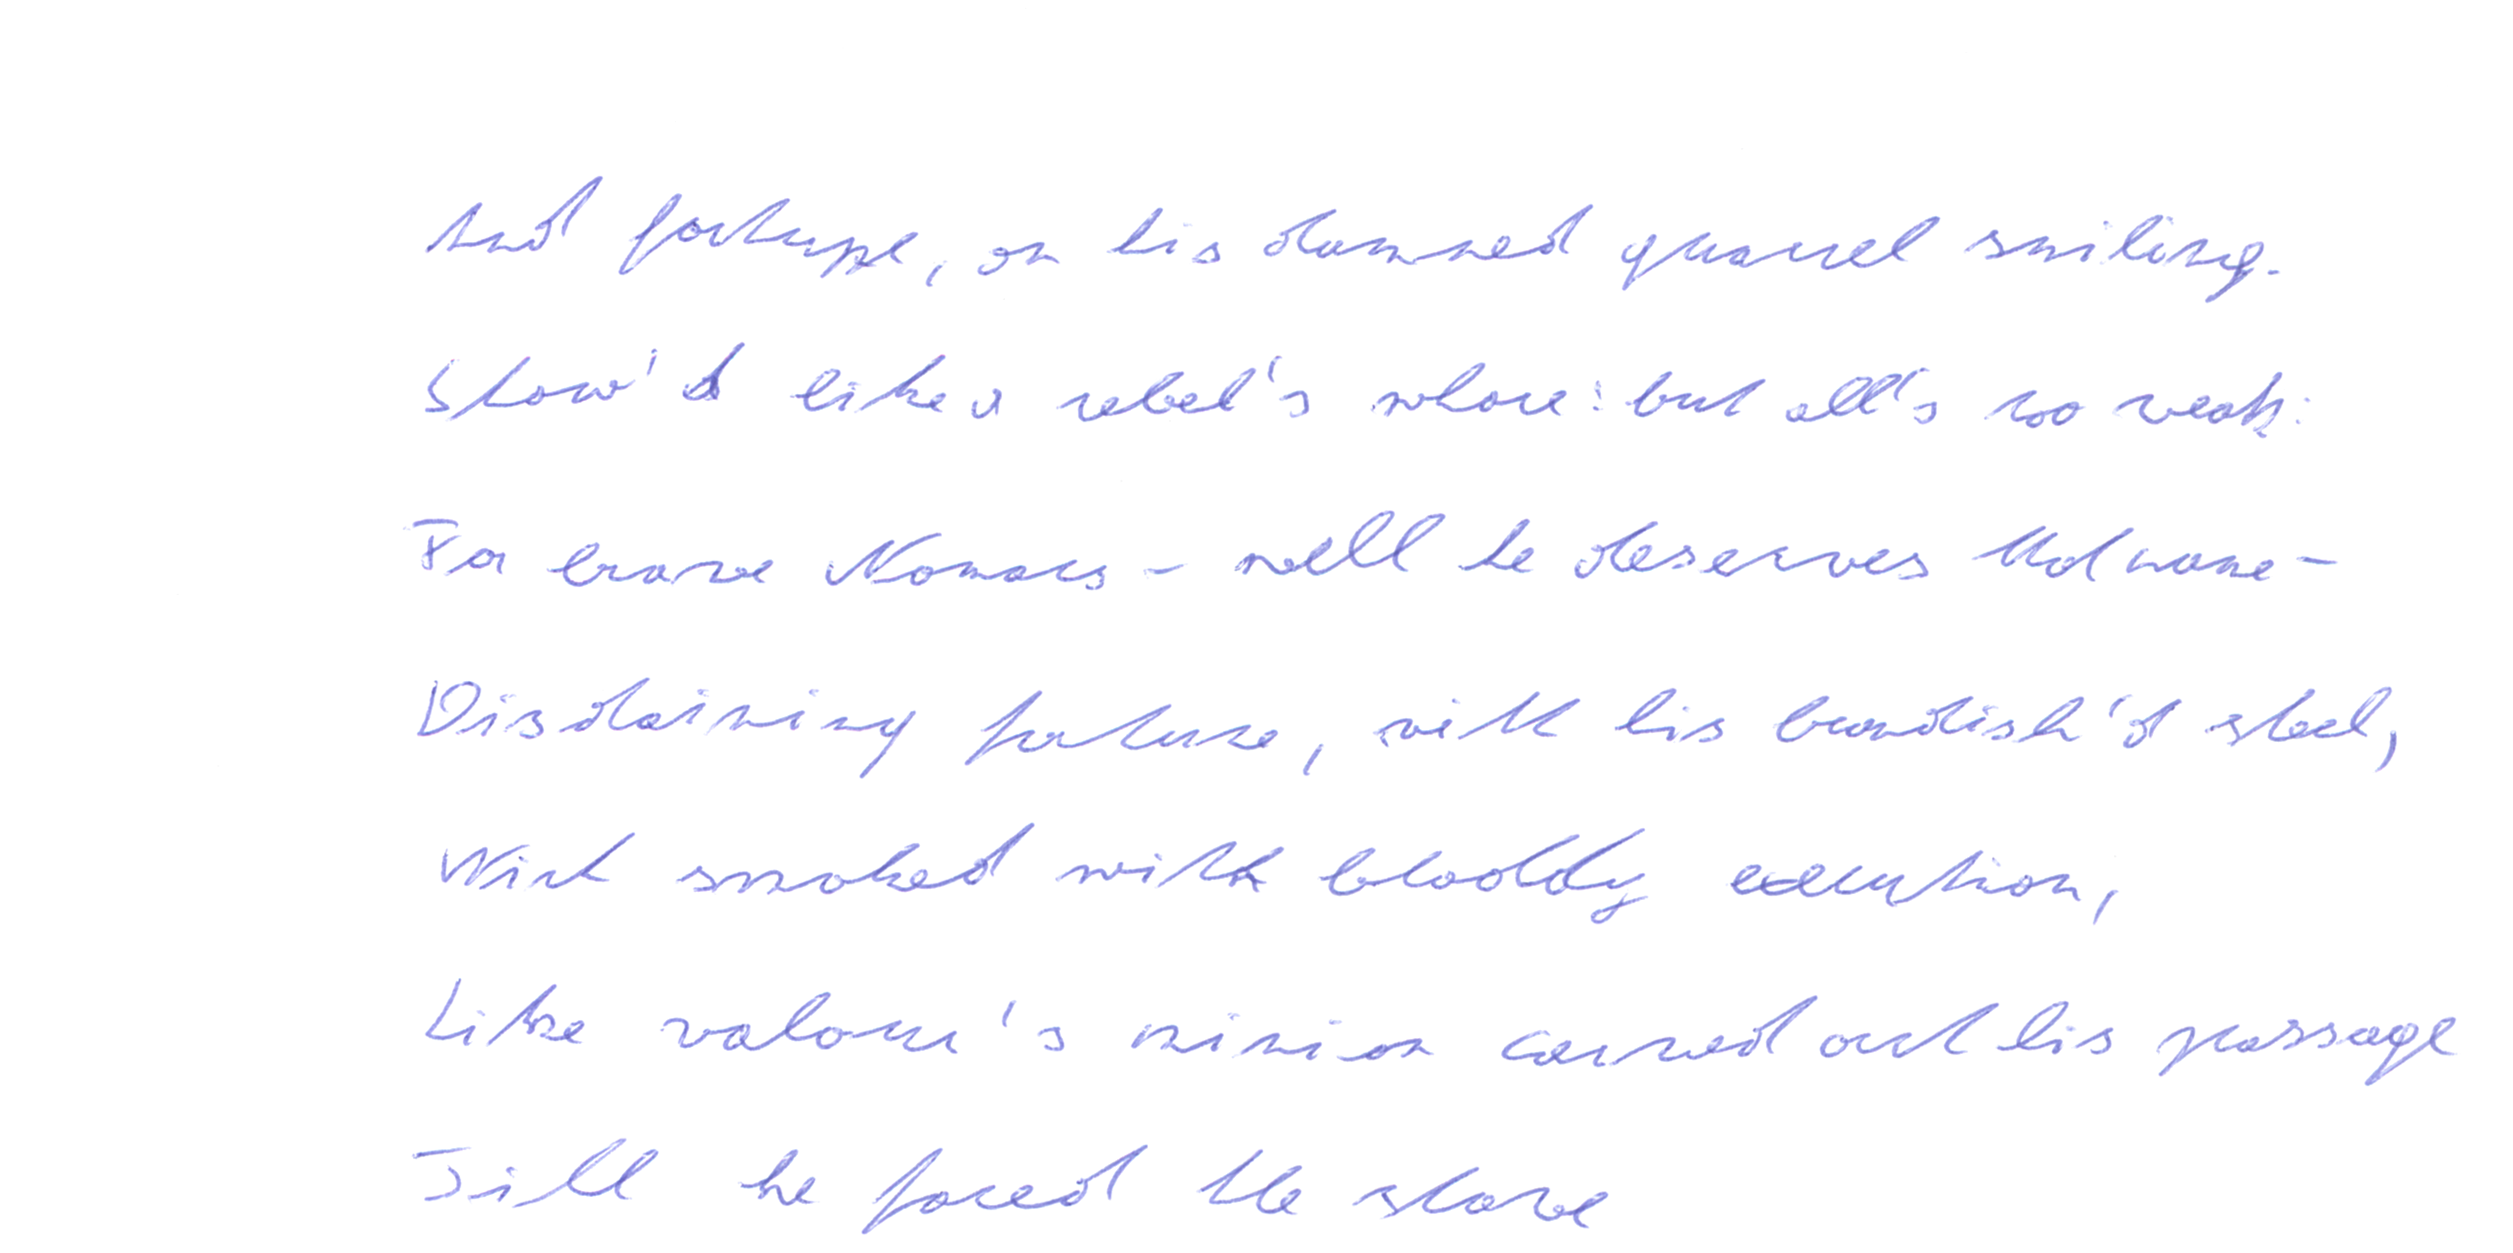 And fortune, on his damned quarrel smiling.
Show'd like a rebel's whore: but all's too weak:
For brave Macbeth - well he deserves that name -
Disdaining fortune, with his brandish'd steel,
Which smoked with bloody execution,
Like valour's minion carved out his passage
Till he faced the slave